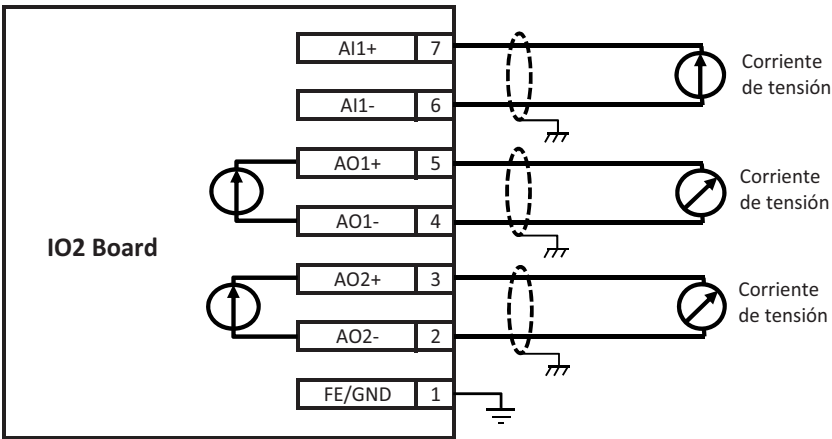 AI1+ 7
Corriente
de tensión
AI1- 6
AO1+ 5
Corriente
de tensión
AO1- 4
IO2 Board
AO2+ 3
Corriente
de tensión
AO2- 2
FE/GND 1